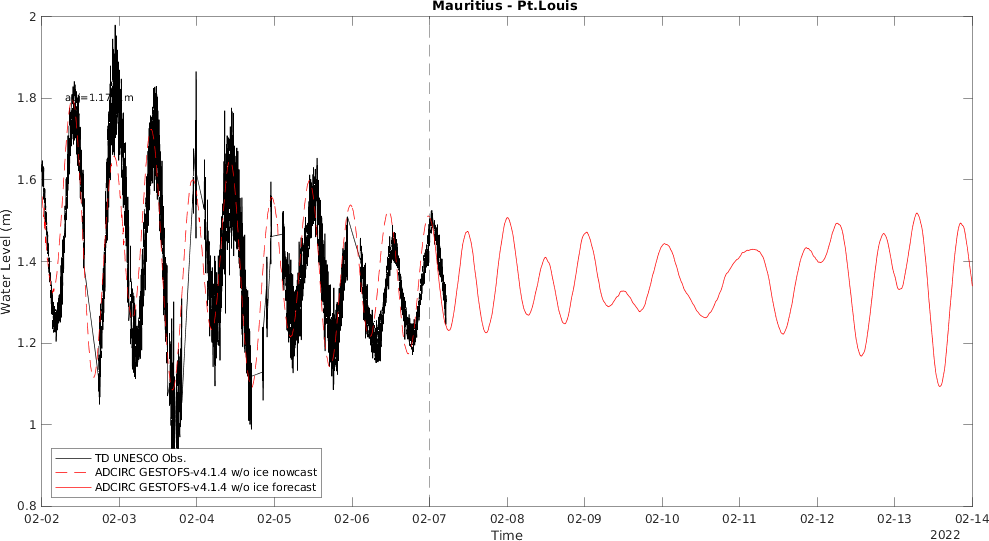 Mauritius - Pt.Louis
Water Level (m)
2
1.8
1.6
1.4
1.2
1
0.8
TD UNESCO Obs.
ADCIRC GESTOFS-v4.1.4 w/o ice nowcast
ADCIRC GESTOFS-v4.1.4 w/o ice forecast
02-02 02-03 02-04 02-05 02-06 02-07 02-08 02-09 02-10 02-11 02-12 02-13 02-14
Time
2022